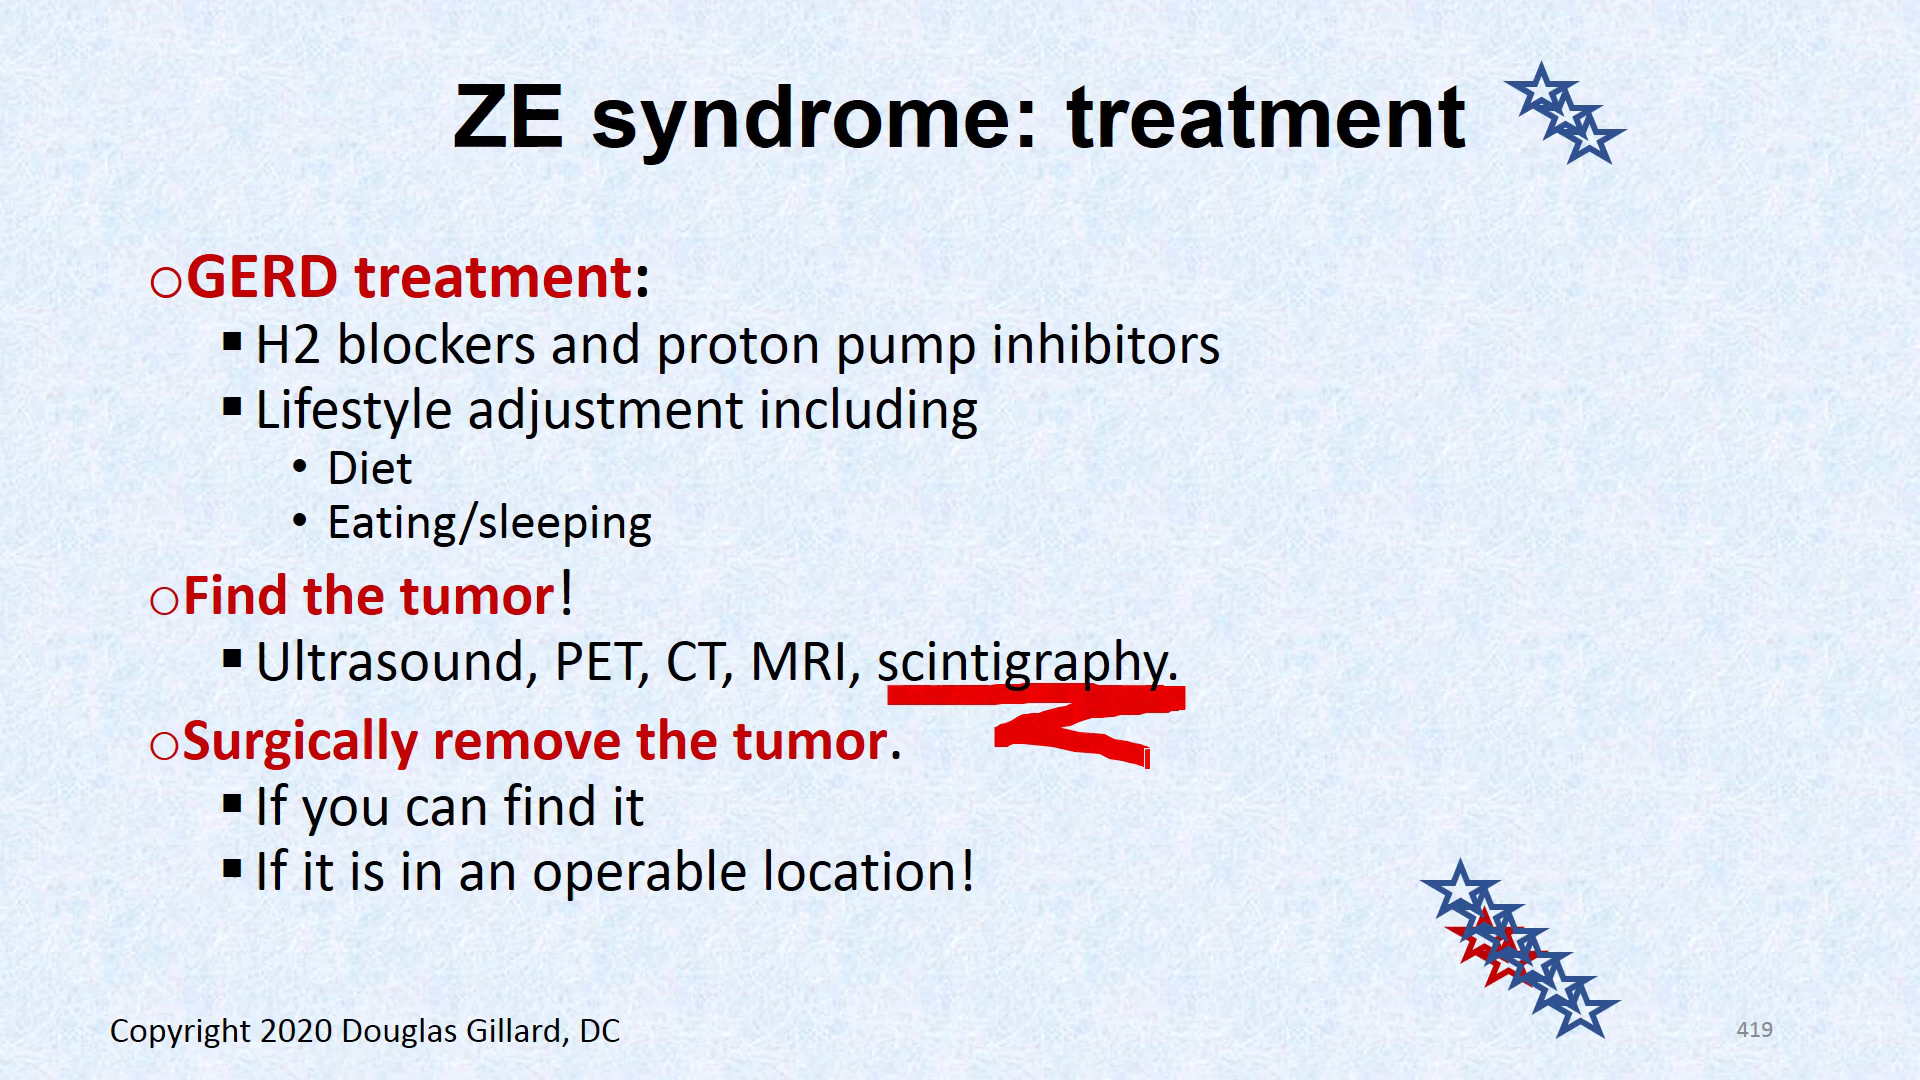 ZE syndrome: treatment
GERD treatment:
H2 blockers and proton pump inhibitors
Lifestyle adjustment including
Diet
Eating/sleeping
Find the tumor!
Ultrasound, PET, CT, MRI, scintigraphy.
Surgically remove the tumor.
If you can find it
If it is in an operable location!
Copyright 2020 Douglas Gillard, DC
419